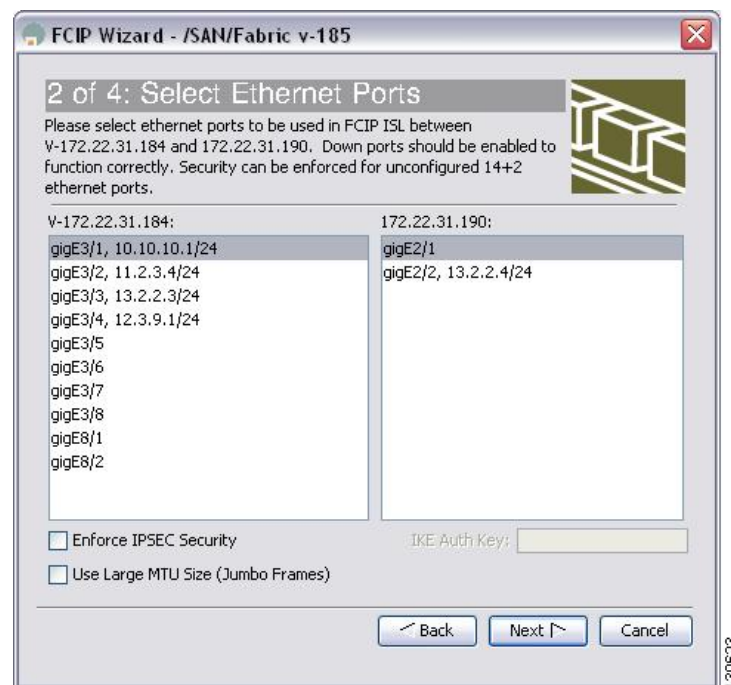 FCIP Wizard - /SAN/Fabric v-185
2 of 4: Select Ethernet Ports
Please select ethernet ports to be used in FCIP ISL between
V-172.22.31.184 and 172.22.31.190. Down ports should be enabled to
function correctly. Security can be enforced for unconfigured 14+2
ethernet ports.
V-172.22.31.184:
gigE3/1, 10.10.10.1/24
gigE3/2, 11.2.3.4/24
gigE3/3, 13.2.2.3/24
gigE3/4, 12.3.9.1/24
gigE3/5
gigE3/6
gigE3/7
gigE3/8
gigE8/1
gigE8/2
172.22.31.190:
gigE2/1
gigE2/2, 13.2.2.4/24
Enforce IPSEC Security
IKE Auth Key:
Use Large MTU Size (Jumbo Frames)
Back
Next
Cancel